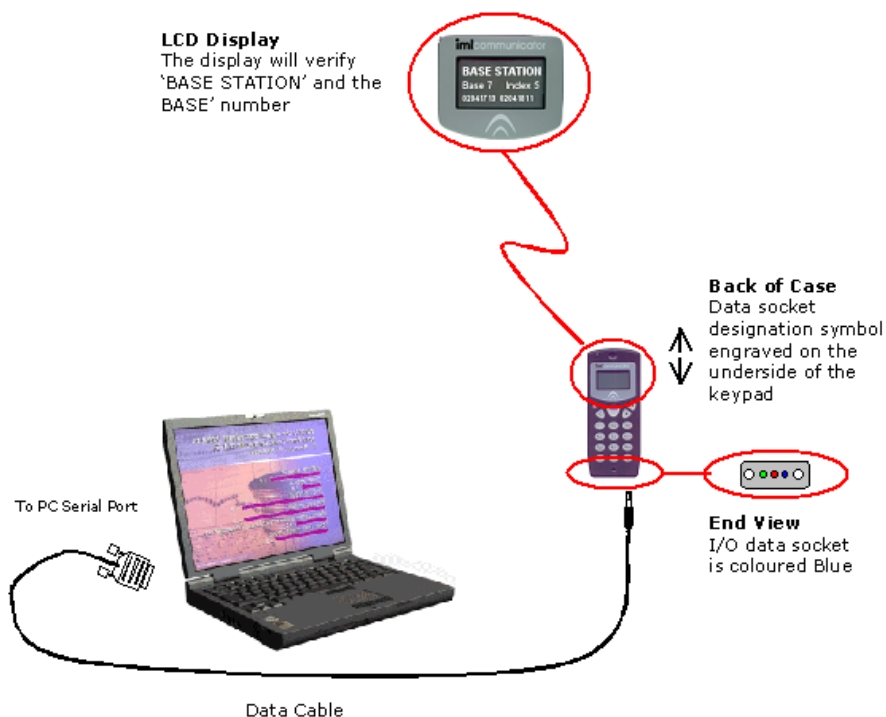 LCD Display
The display will verify
‘BASE STATION’ and the
BASE’ number
iml communicator
BASE STATION
Base 7 Index 5
02041713 02041811
Back of Case
Data socket
designation symbol
engraved on the
underside of the
keypad
To PC Serial Port
End View
I/O data socket
is coloured Blue
Data Cable